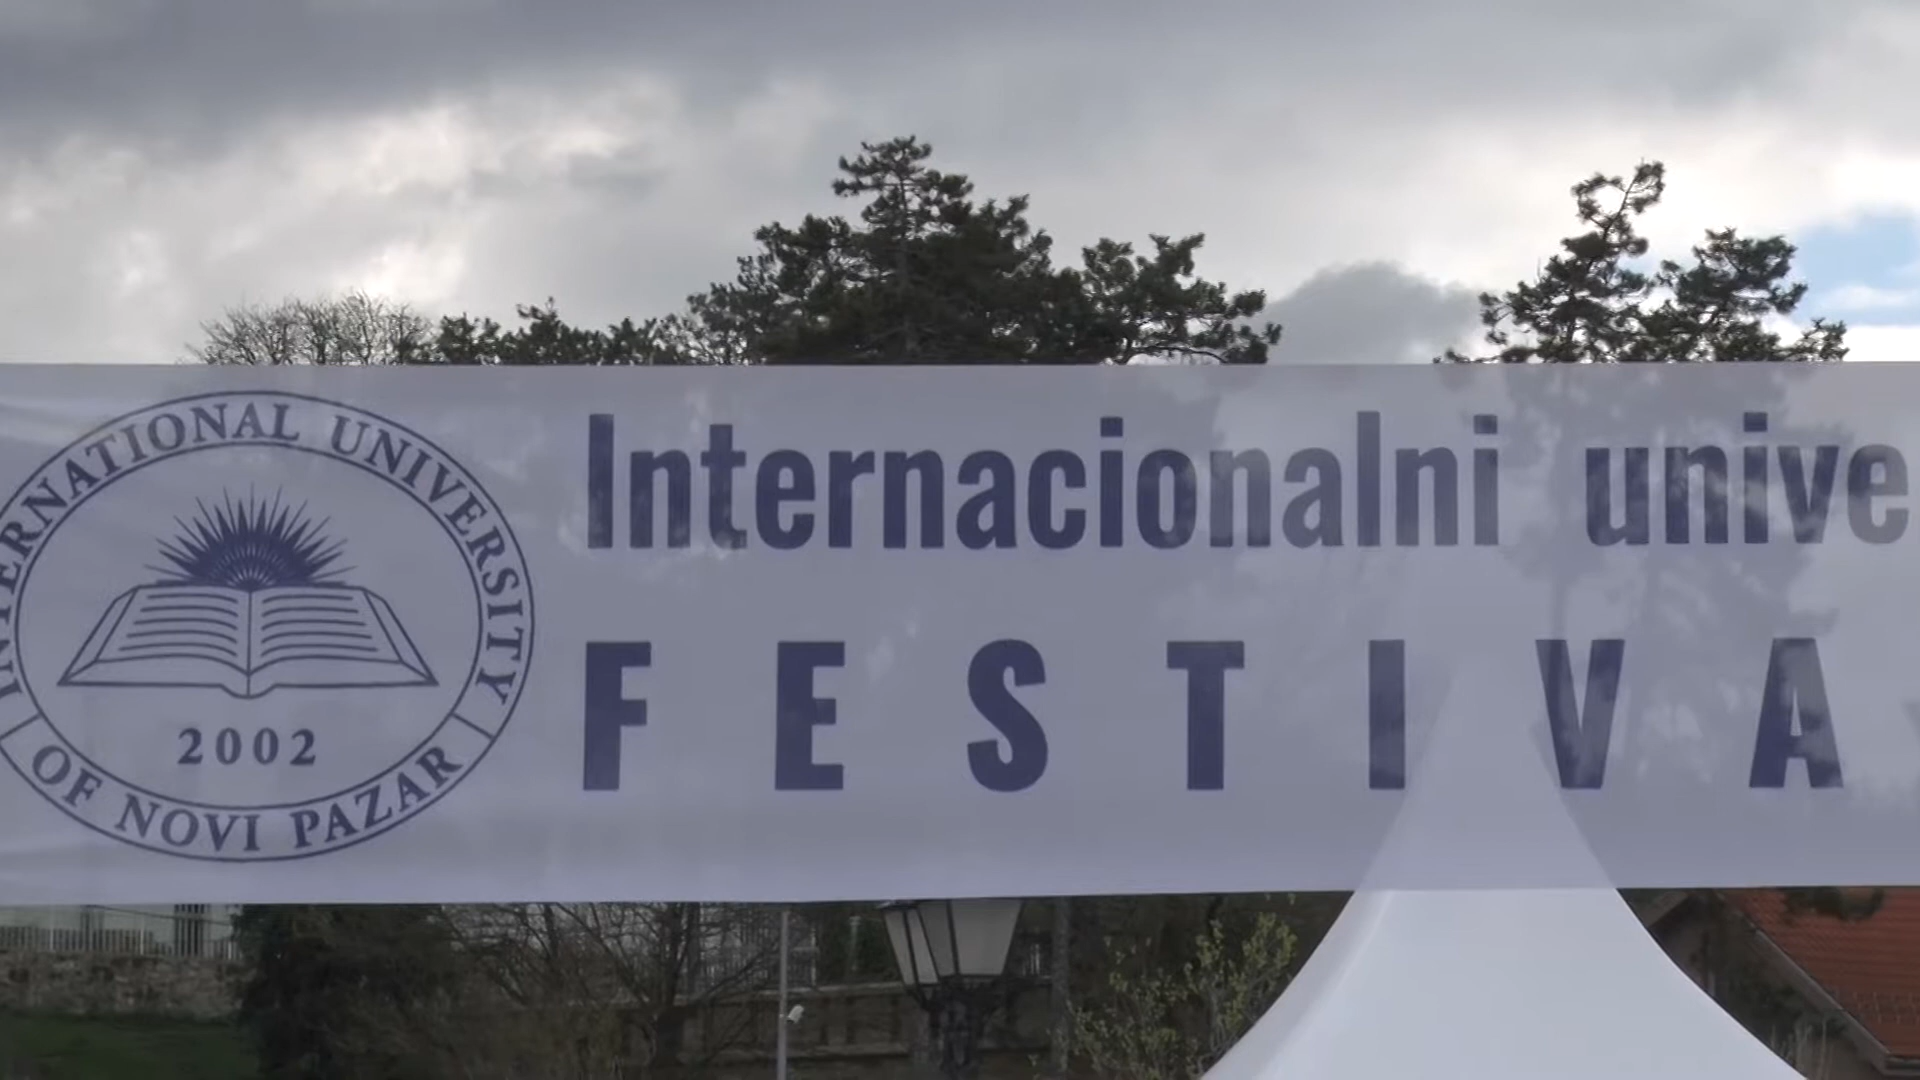 INTERNATIONAL UNIVERSITY
OF NOVI PAZAR
2002
Internacionalni unive
FESTIVA